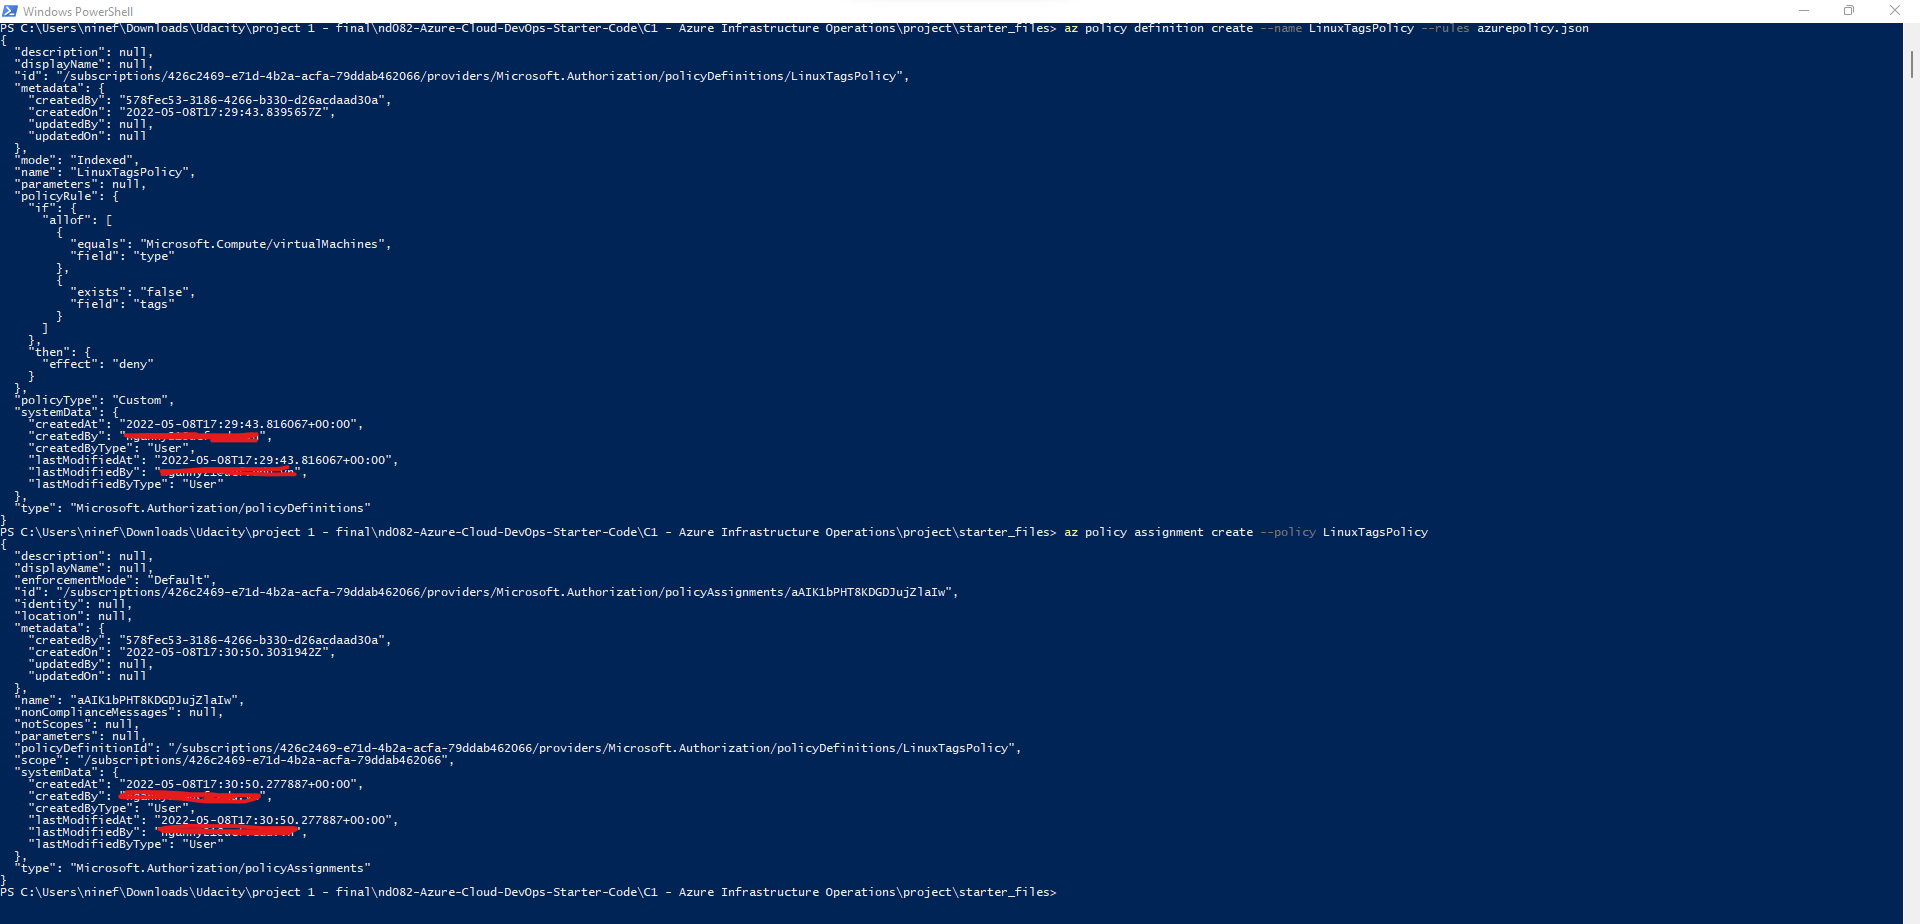 Windows PowerShell
PS C:\Users\ninef\Downloads\Udacity\project 1 - final\nd082-Azure-Cloud-DevOps-Starter-Code\C1 - Azure Infrastructure Operations\project\starter_files> az policy definition create --name LinuxTagsPolicy --rules azurepolicy.json
{
  "description": null,
  "displayName": null,
  "id": "/subscriptions/426c2469-e71d-4b2a-acfa-79ddab462066/providers/Microsoft.Authorization/policyDefinitions/LinuxTagsPolicy",
  "metadata": {
    "createdBy": "578fec53-3186-4266-b330-d26acdaad30a",
    "createdOn": "2022-05-08T17:29:43.8395657Z",
    "updatedBy": null,
    "updatedOn": null
  },
  "mode": "Indexed",
  "name": "LinuxTagsPolicy",
  "parameters": null,
  "policyRule": {
    "if": {
      "allof": [
        {
          "equals": "Microsoft.Compute/virtualMachines",
          "field": "type"
        },
        {
          "exists": "false",
          "field": "tags"
        }
      ]
    },
    "then": {
      "effect": "deny"
    }
  },
  "policyType": "Custom",
  "systemData": {
    "createdAt": "2022-05-08T17:29:43.816067+00:00",
    "createdBy": "",
    "createdByType": "User",
    "lastModifiedAt": "2022-05-08T17:29:43.816067+00:00",
    "lastModifiedBy": "",
    "lastModifiedByType": "User"
  },
  "type": "Microsoft.Authorization/policyDefinitions"
}
PS C:\Users\ninef\Downloads\Udacity\project 1 - final\nd082-Azure-Cloud-DevOps-Starter-Code\C1 - Azure Infrastructure Operations\project\starter_files> az policy assignment create --policy LinuxTagsPolicy
{
  "description": null,
  "displayName": null,
  "enforcementMode": "Default",
  "id": "/subscriptions/426c2469-e71d-4b2a-acfa-79ddab462066/providers/Microsoft.Authorization/policyAssignments/aAIK1bPHT8KDGDJujZlaIw",
  "identity": null,
  "location": null,
  "metadata": {
    "createdBy": "578fec53-3186-4266-b330-d26acdaad30a",
    "createdOn": "2022-05-08T17:30:50.3031942Z",
    "updatedBy": null,
    "updatedOn": null
  },
  "name": "aAIK1bPHT8KDGDJujZlaIw",
  "nonComplianceMessages": null,
  "notScopes": null,
  "parameters": null,
  "policyDefinitionId": "/subscriptions/426c2469-e71d-4b2a-acfa-79ddab462066/providers/Microsoft.Authorization/policyDefinitions/LinuxTagsPolicy",
  "scope": "/subscriptions/426c2469-e71d-4b2a-acfa-79ddab462066",
  "systemData": {
    "createdAt": "2022-05-08T17:30:50.277887+00:00",
    "createdBy": "",
    "createdByType": "User",
    "lastModifiedAt": "2022-05-08T17:30:50.277887+00:00",
    "lastModifiedBy": "",
    "lastModifiedByType": "User"
  },
  "type": "Microsoft.Authorization/policyAssignments"
}
PS C:\Users\ninef\Downloads\Udacity\project 1 - final\nd082-Azure-Cloud-DevOps-Starter-Code\C1 - Azure Infrastructure Operations\project\starter_files>